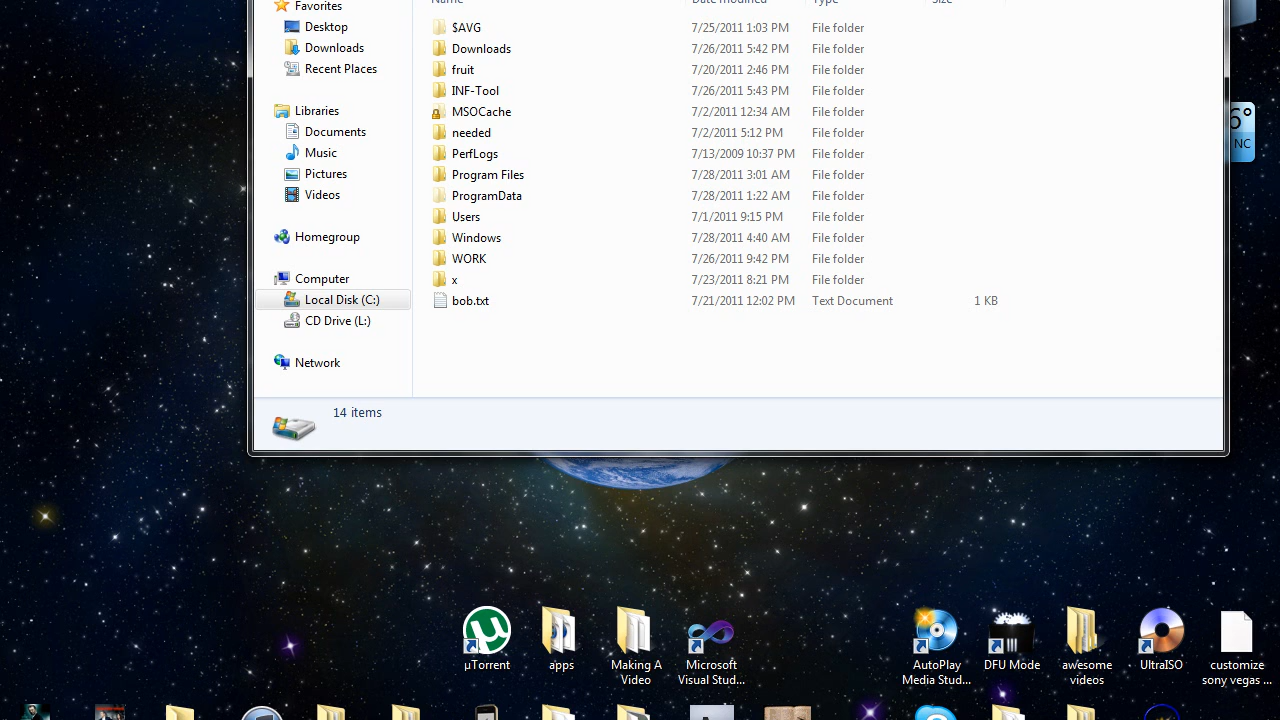 Favorites
Name Date modified Type Size
Desktop
Downloads
Recent Places
Libraries
Documents
Music
Pictures
Videos
Homegroup
Computer
Local Disk (C:)
CD Drive (L:)
Network
$AVG 7/25/2011 1:03 PM File folder
Downloads 7/26/2011 5:42 PM File folder
fruit 7/20/2011 2:46 PM File folder
INF-Tool 7/26/2011 5:43 PM File folder
MSOCache 7/2/2011 12:34 AM File folder
needed 7/2/2011 5:12 PM File folder
PerfLogs 7/13/2009 10:37 PM File folder
Program Files 7/28/2011 3:01 AM File folder
ProgramData 7/28/2011 1:22 AM File folder
Users 7/1/2011 9:15 PM File folder
Windows 7/28/2011 4:40 AM File folder
WORK 7/26/2011 9:42 PM File folder
x 7/23/2011 8:21 PM File folder
bob.txt 7/21/2011 12:02 PM Text Document 1 KB
14 items
6°
NC
µTorrent
apps
Making A
Video
Microsoft
Visual Stud...
AutoPlay
Media Stud...
DFU Mode
awesome
videos
UltraISO
customize
sony vegas ...